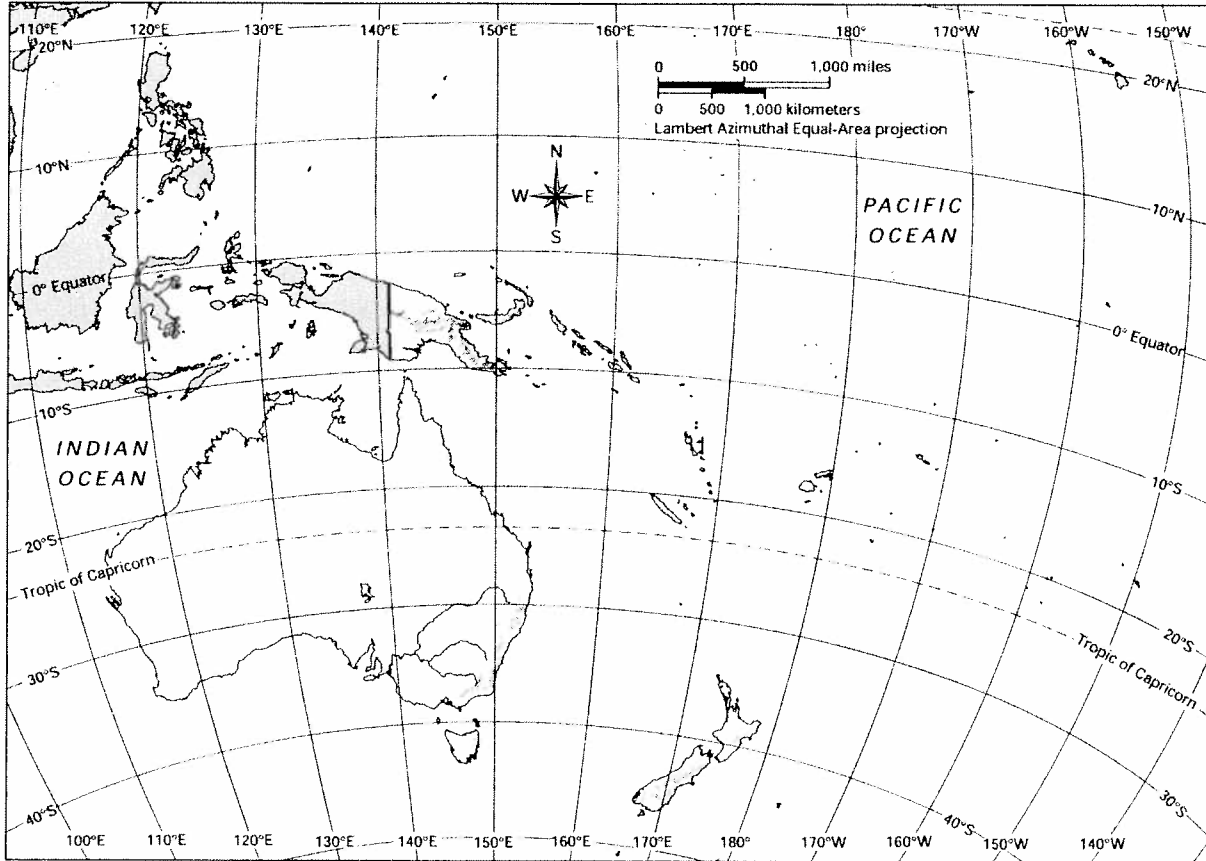 110°E 120°E 130°E 140°E 150°E 160°E 170°E 180° 170°W 160°W 150°W
20°N
0 500 1,000 miles
0 500 1,000 kilometers
Lambert Azimuthal Equal-Area projection
20°N
10°N
N
W E
S
PACIFIC
OCEAN
10°N
0° Equator
0° Equator
10°S
INDIAN
OCEAN
10°S
20°S
Tropic of Capricorn
20°S
Tropic of Capricorn
30°S
30°S
40°S
40°S
100°E 110°E 120°E 130°E 140°E 150°E 160°E 170°E 180° 170°W 160°W 150°W 140°W